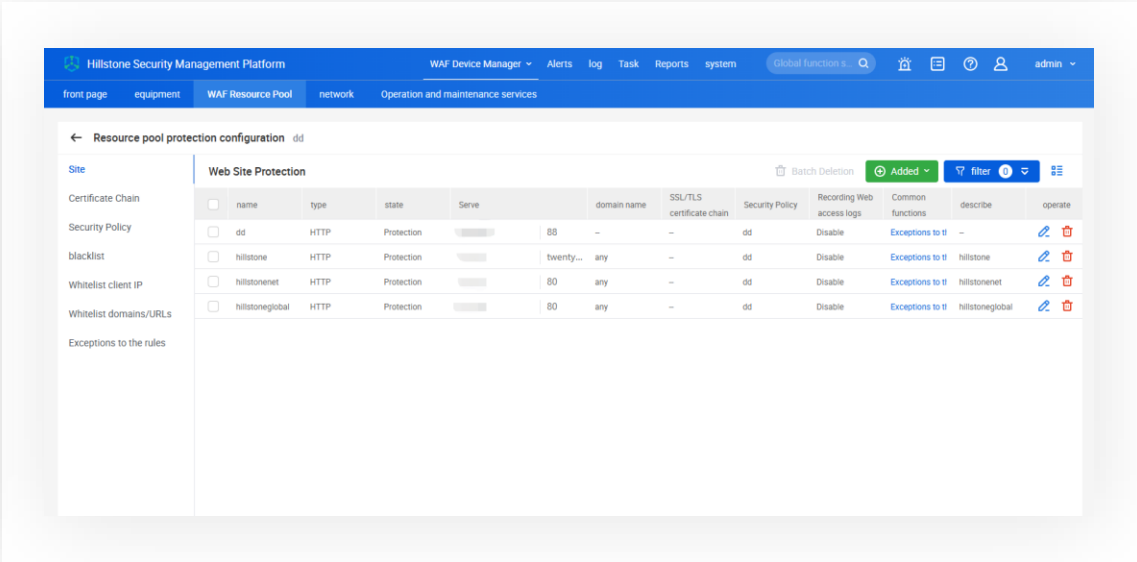 Hillstone Security Management Platform
WAF Device Manager Alerts log Task Reports system Global function s... admin
front page equipment WAF Resource Pool network Operation and maintenance services
Resource pool protection configuration dd
Site
Certificate Chain
Security Policy
blacklist
Whitelist client IP
Whitelist domains/URLs
Exceptions to the rules
Web Site Protection Batch Deletion Added filter 0
name type state Serve domain name SSL/TLS certificate chain Security Policy Recording Web access logs Common functions describe operate
dd HTTP Protection 88 – – dd Disable Exceptions to tl –
hillstone HTTP Protection twenty... any – dd Disable Exceptions to tl hillstone
hillstonenet HTTP Protection 80 any – dd Disable Exceptions to tl hillstonenet
hillstoneglobal HTTP Protection 80 any – dd Disable Exceptions to tl hillstoneglobal